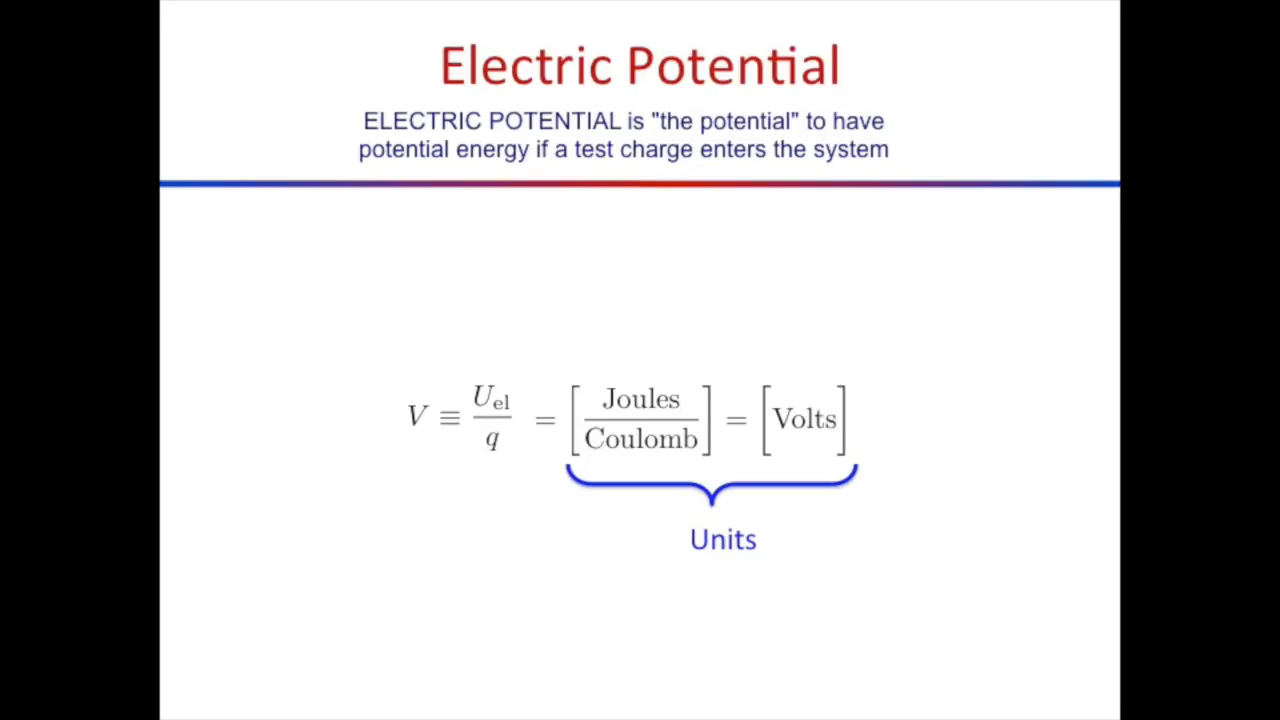 Electric Potential
ELECTRIC POTENTIAL is "the potential" to have
potential energy if a test charge enters the system
V ≡ U_el / q = [Joules / Coulomb] = [Volts]
Units